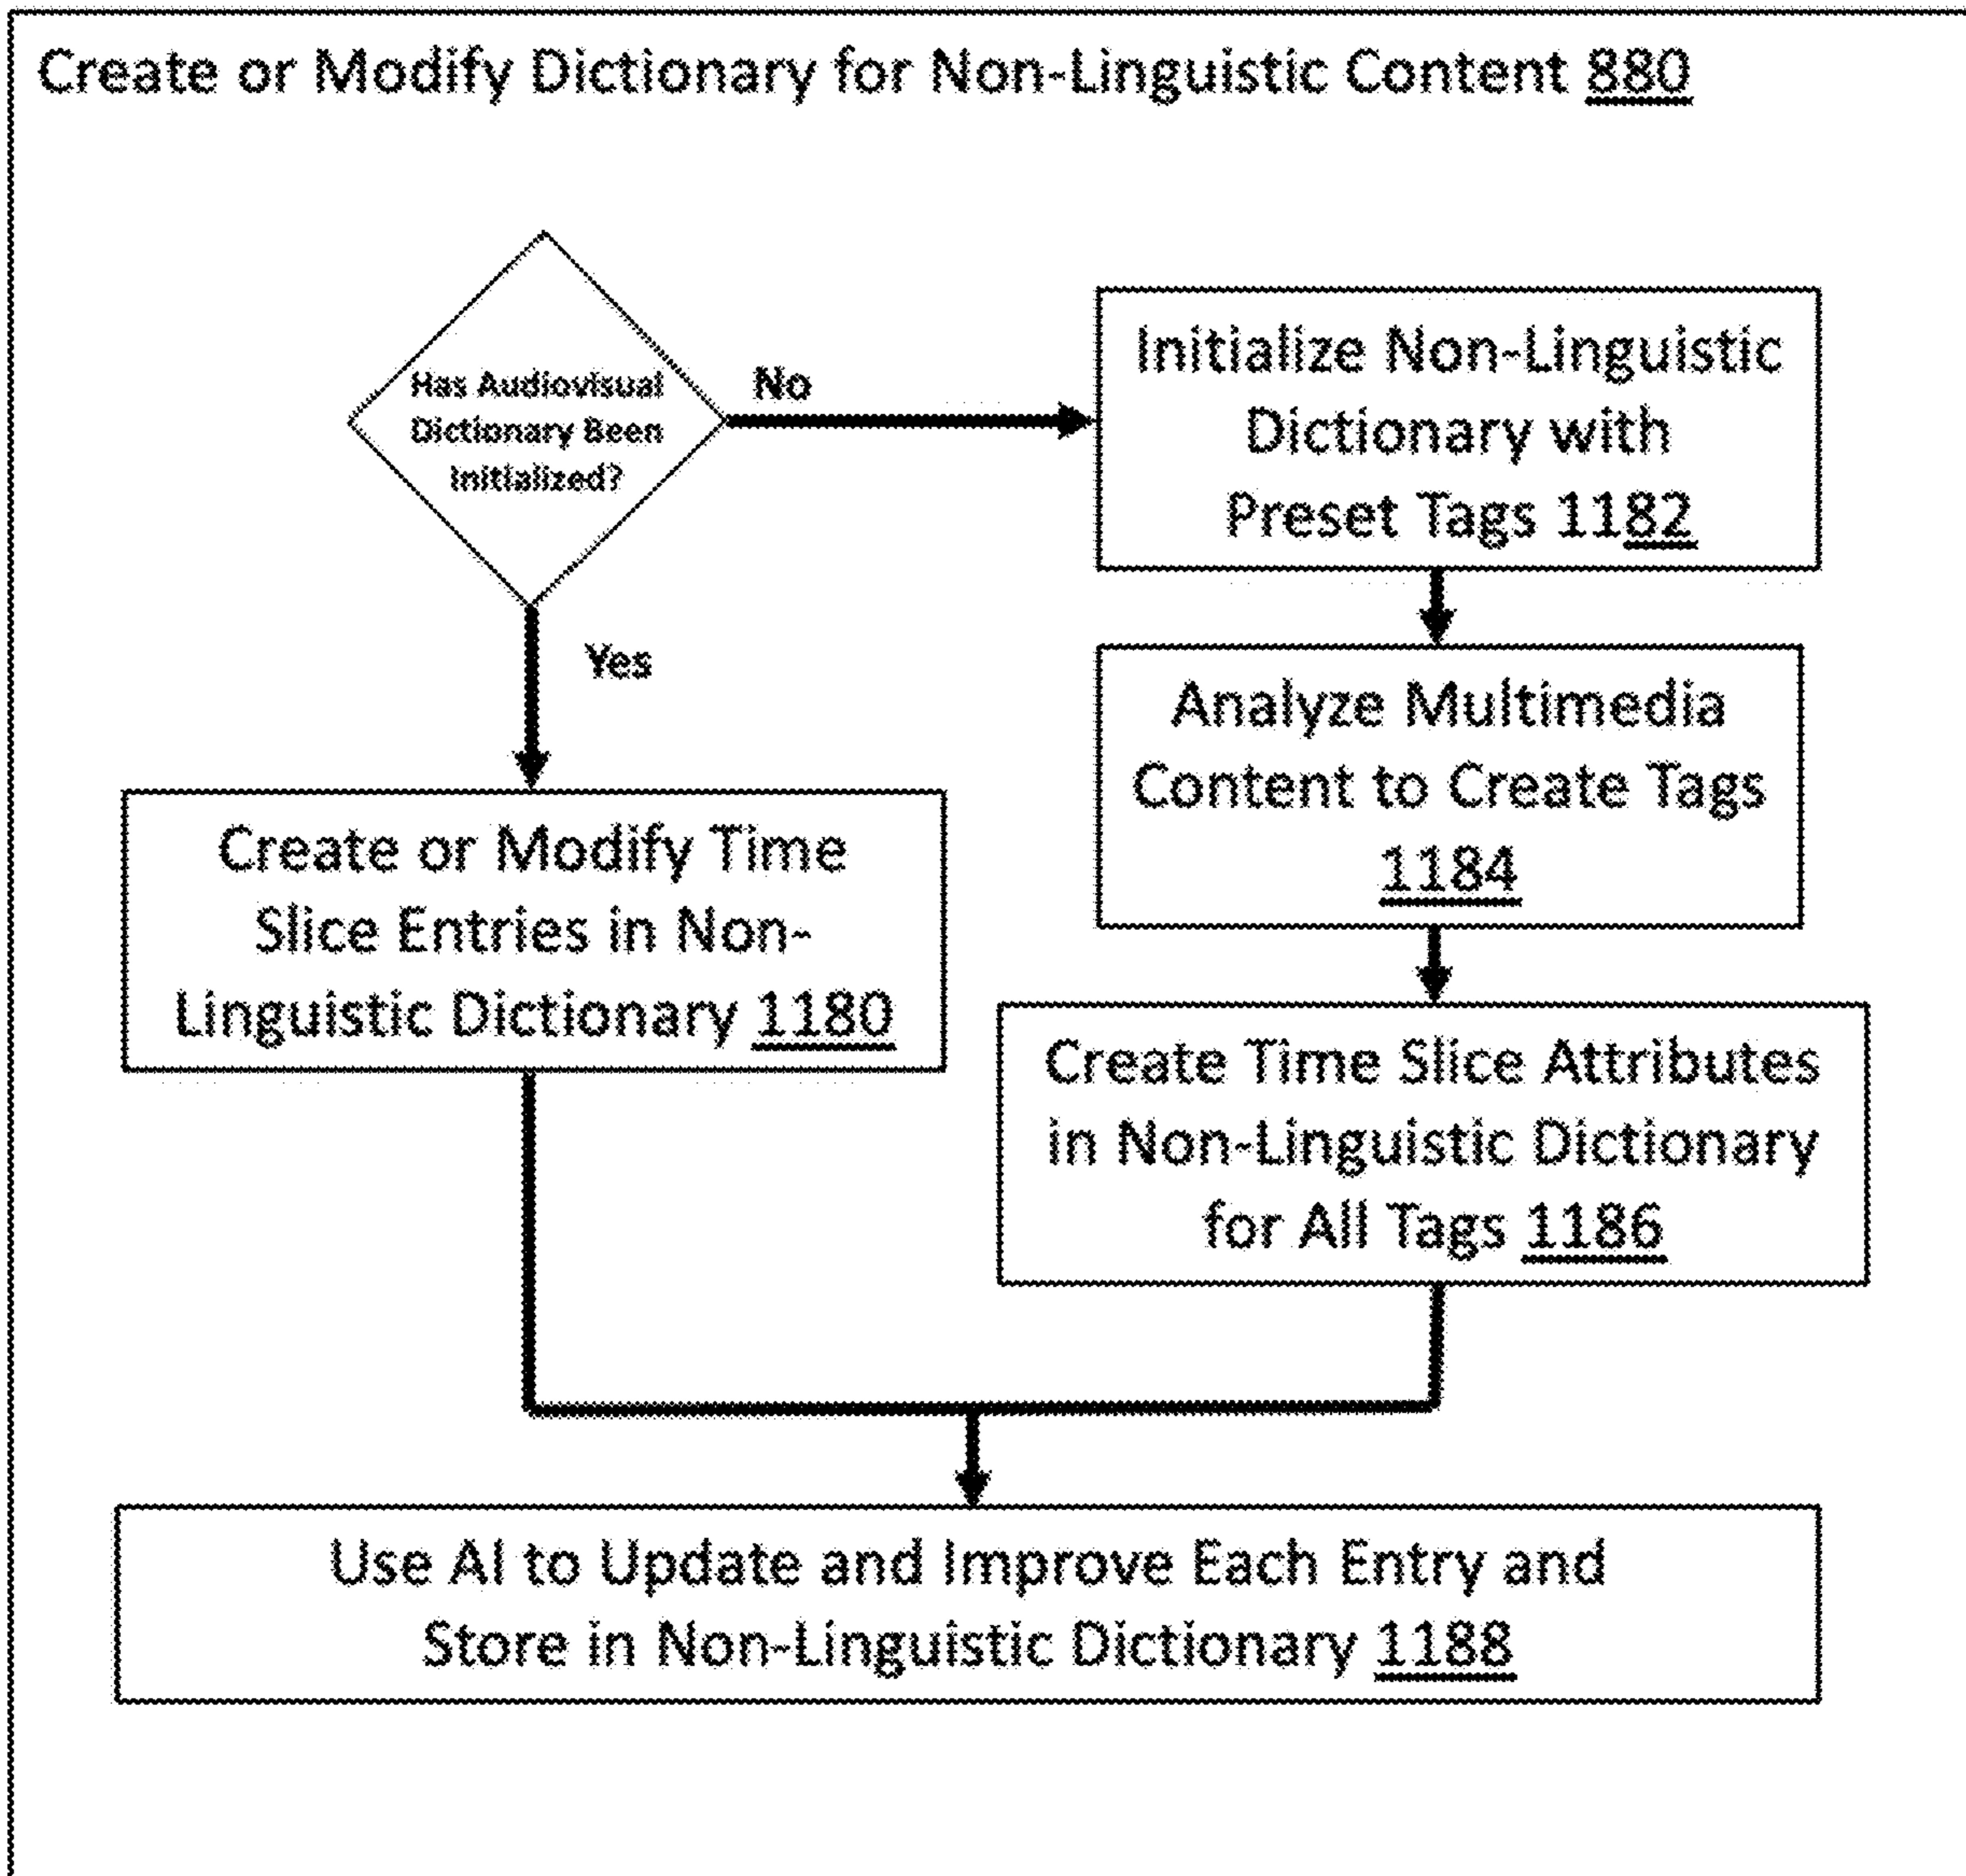 Create or Modify Dictionary for Non-Linguistic Content 880
Has Audiovisual
Dictionary Been
Initialized?
No
Yes
Initialize Non-Linguistic
Dictionary with
Preset Tags 1182
Analyze Multimedia
Content to Create Tags
1184
Create or Modify Time
Slice Entries in Non-
Linguistic Dictionary 1180
Create Time Slice Attributes
in Non-Linguistic Dictionary
for All Tags 1186
Use AI to Update and Improve Each Entry and
Store in Non-Linguistic Dictionary 1188